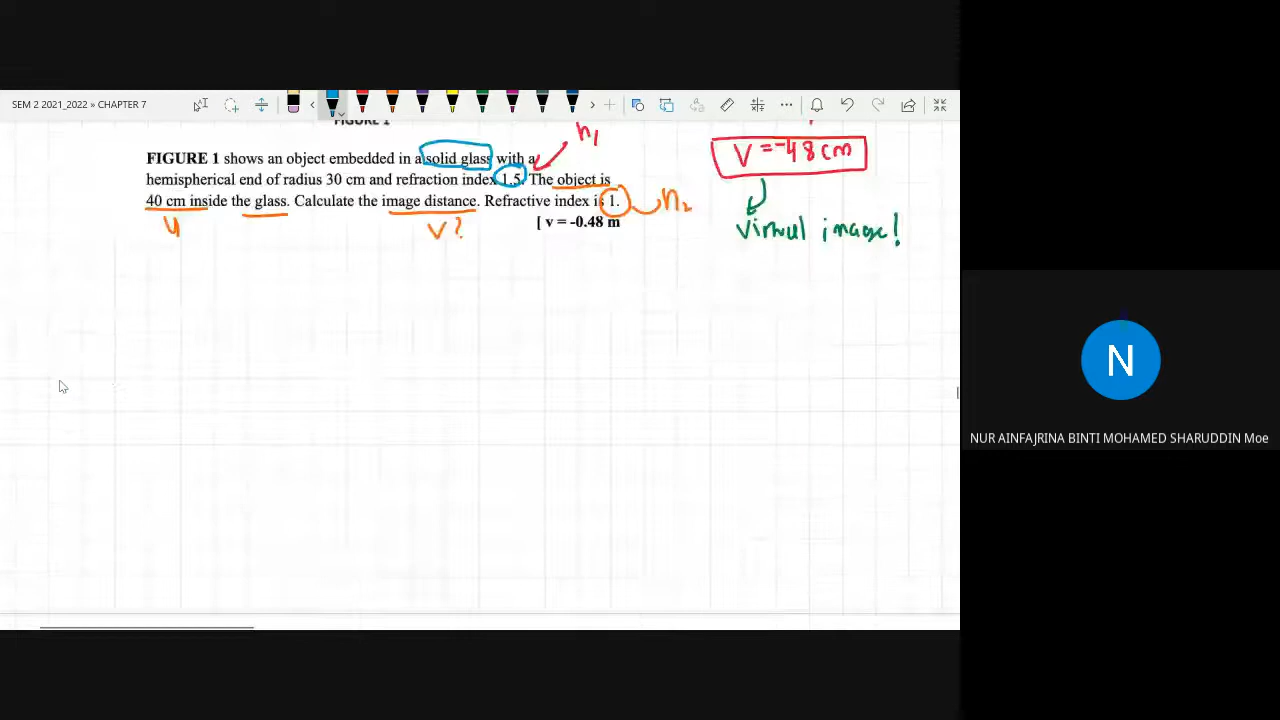 SEM 2 2021_2022 » CHAPTER 7
FIGURE 1
n1
FIGURE 1 shows an object embedded in a solid glass with a
hemispherical end of radius 30 cm and refraction index 1.5. The object is
40 cm inside the glass. Calculate the image distance. Refractive index is 1.
n2
u
v?
[ v = -0.48 m
V = -48 cm
virtual image!
N
NUR AINFAJRINA BINTI MOHAMED SHARUDDIN Moe